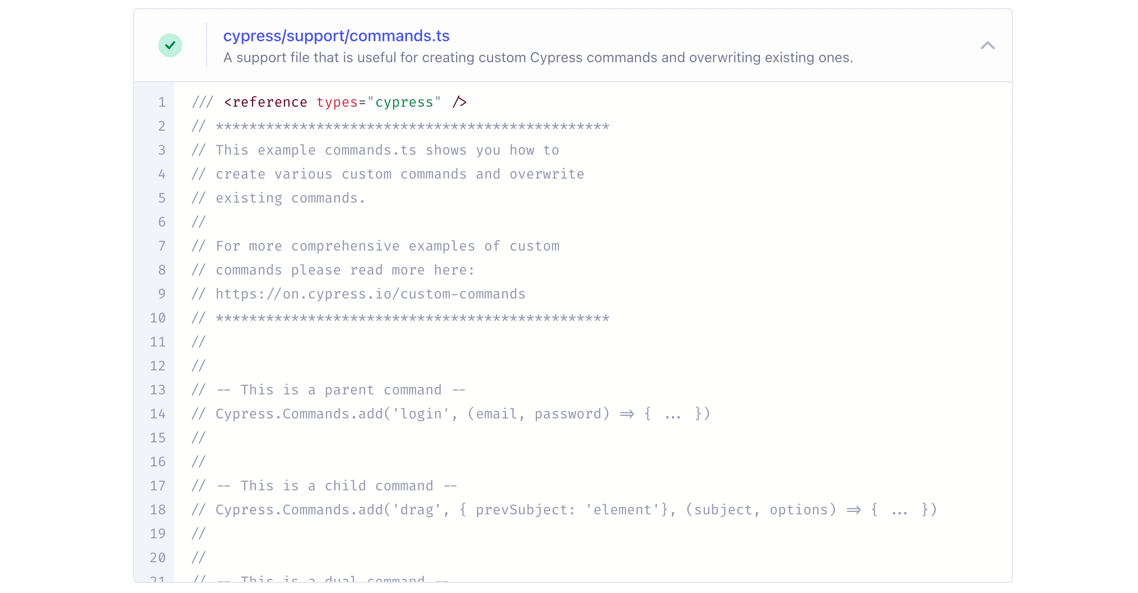 cypress/support/commands.ts
A support file that is useful for creating custom Cypress commands and overwriting existing ones.
1 /// <reference types="cypress" />
2 // ***********************************************
3 // This example commands.ts shows you how to
4 // create various custom commands and overwrite
5 // existing commands.
6 //
7 // For more comprehensive examples of custom
8 // commands please read more here:
9 // https://on.cypress.io/custom-commands
10 // ***********************************************
11 //
12 //
13 // -- This is a parent command --
14 // Cypress.Commands.add('login', (email, password) => { ... })
15 //
16 //
17 // -- This is a child command --
18 // Cypress.Commands.add('drag', { prevSubject: 'element'}, (subject, options) => { ... })
19 //
20 //
21 // -- This is a dual command --